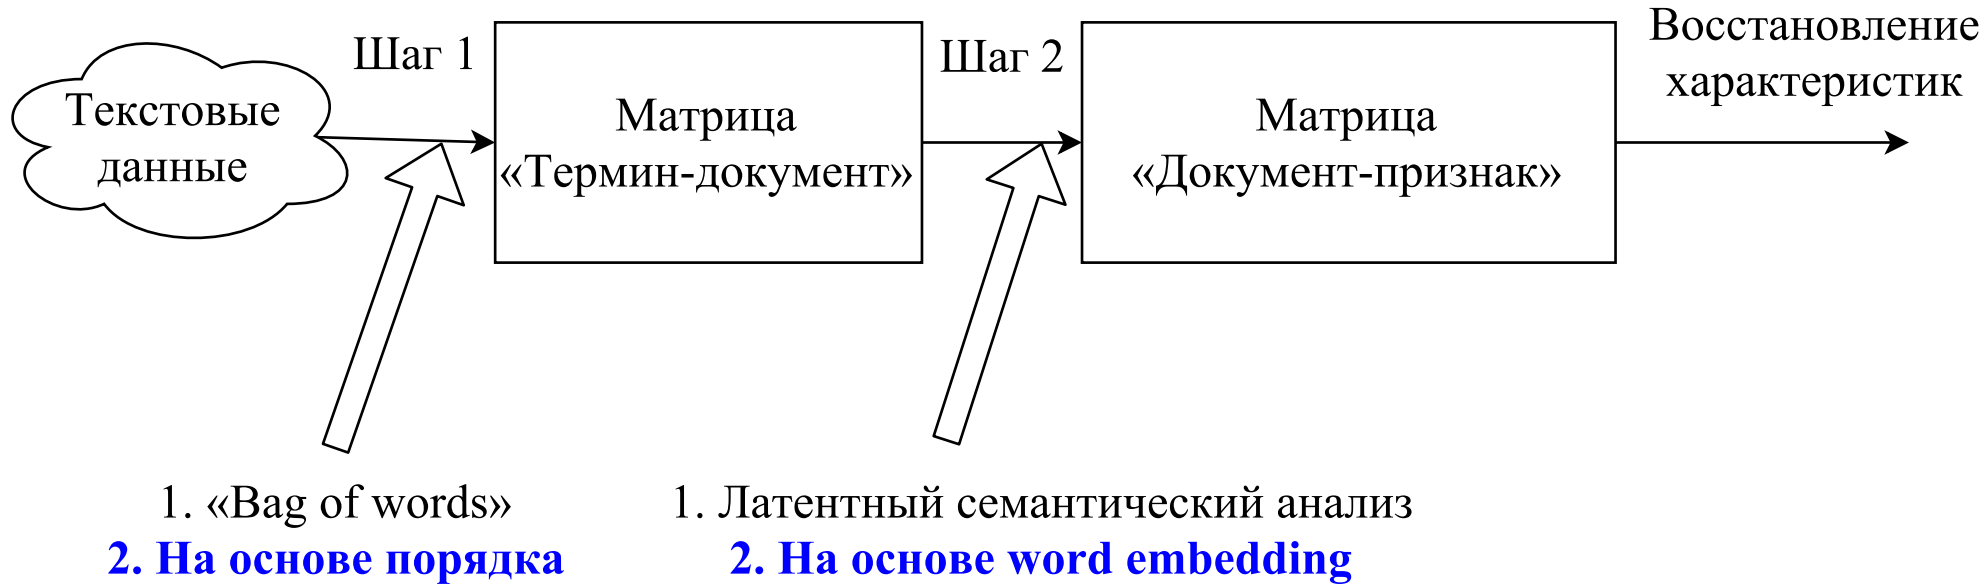 Текстовые
данные
Шаг 1
Матрица
«Термин-документ»
Шаг 2
Матрица
«Документ-признак»
Восстановление
характеристик
1. «Bag of words»
2. На основе порядка
1. Латентный семантический анализ
2. На основе word embedding